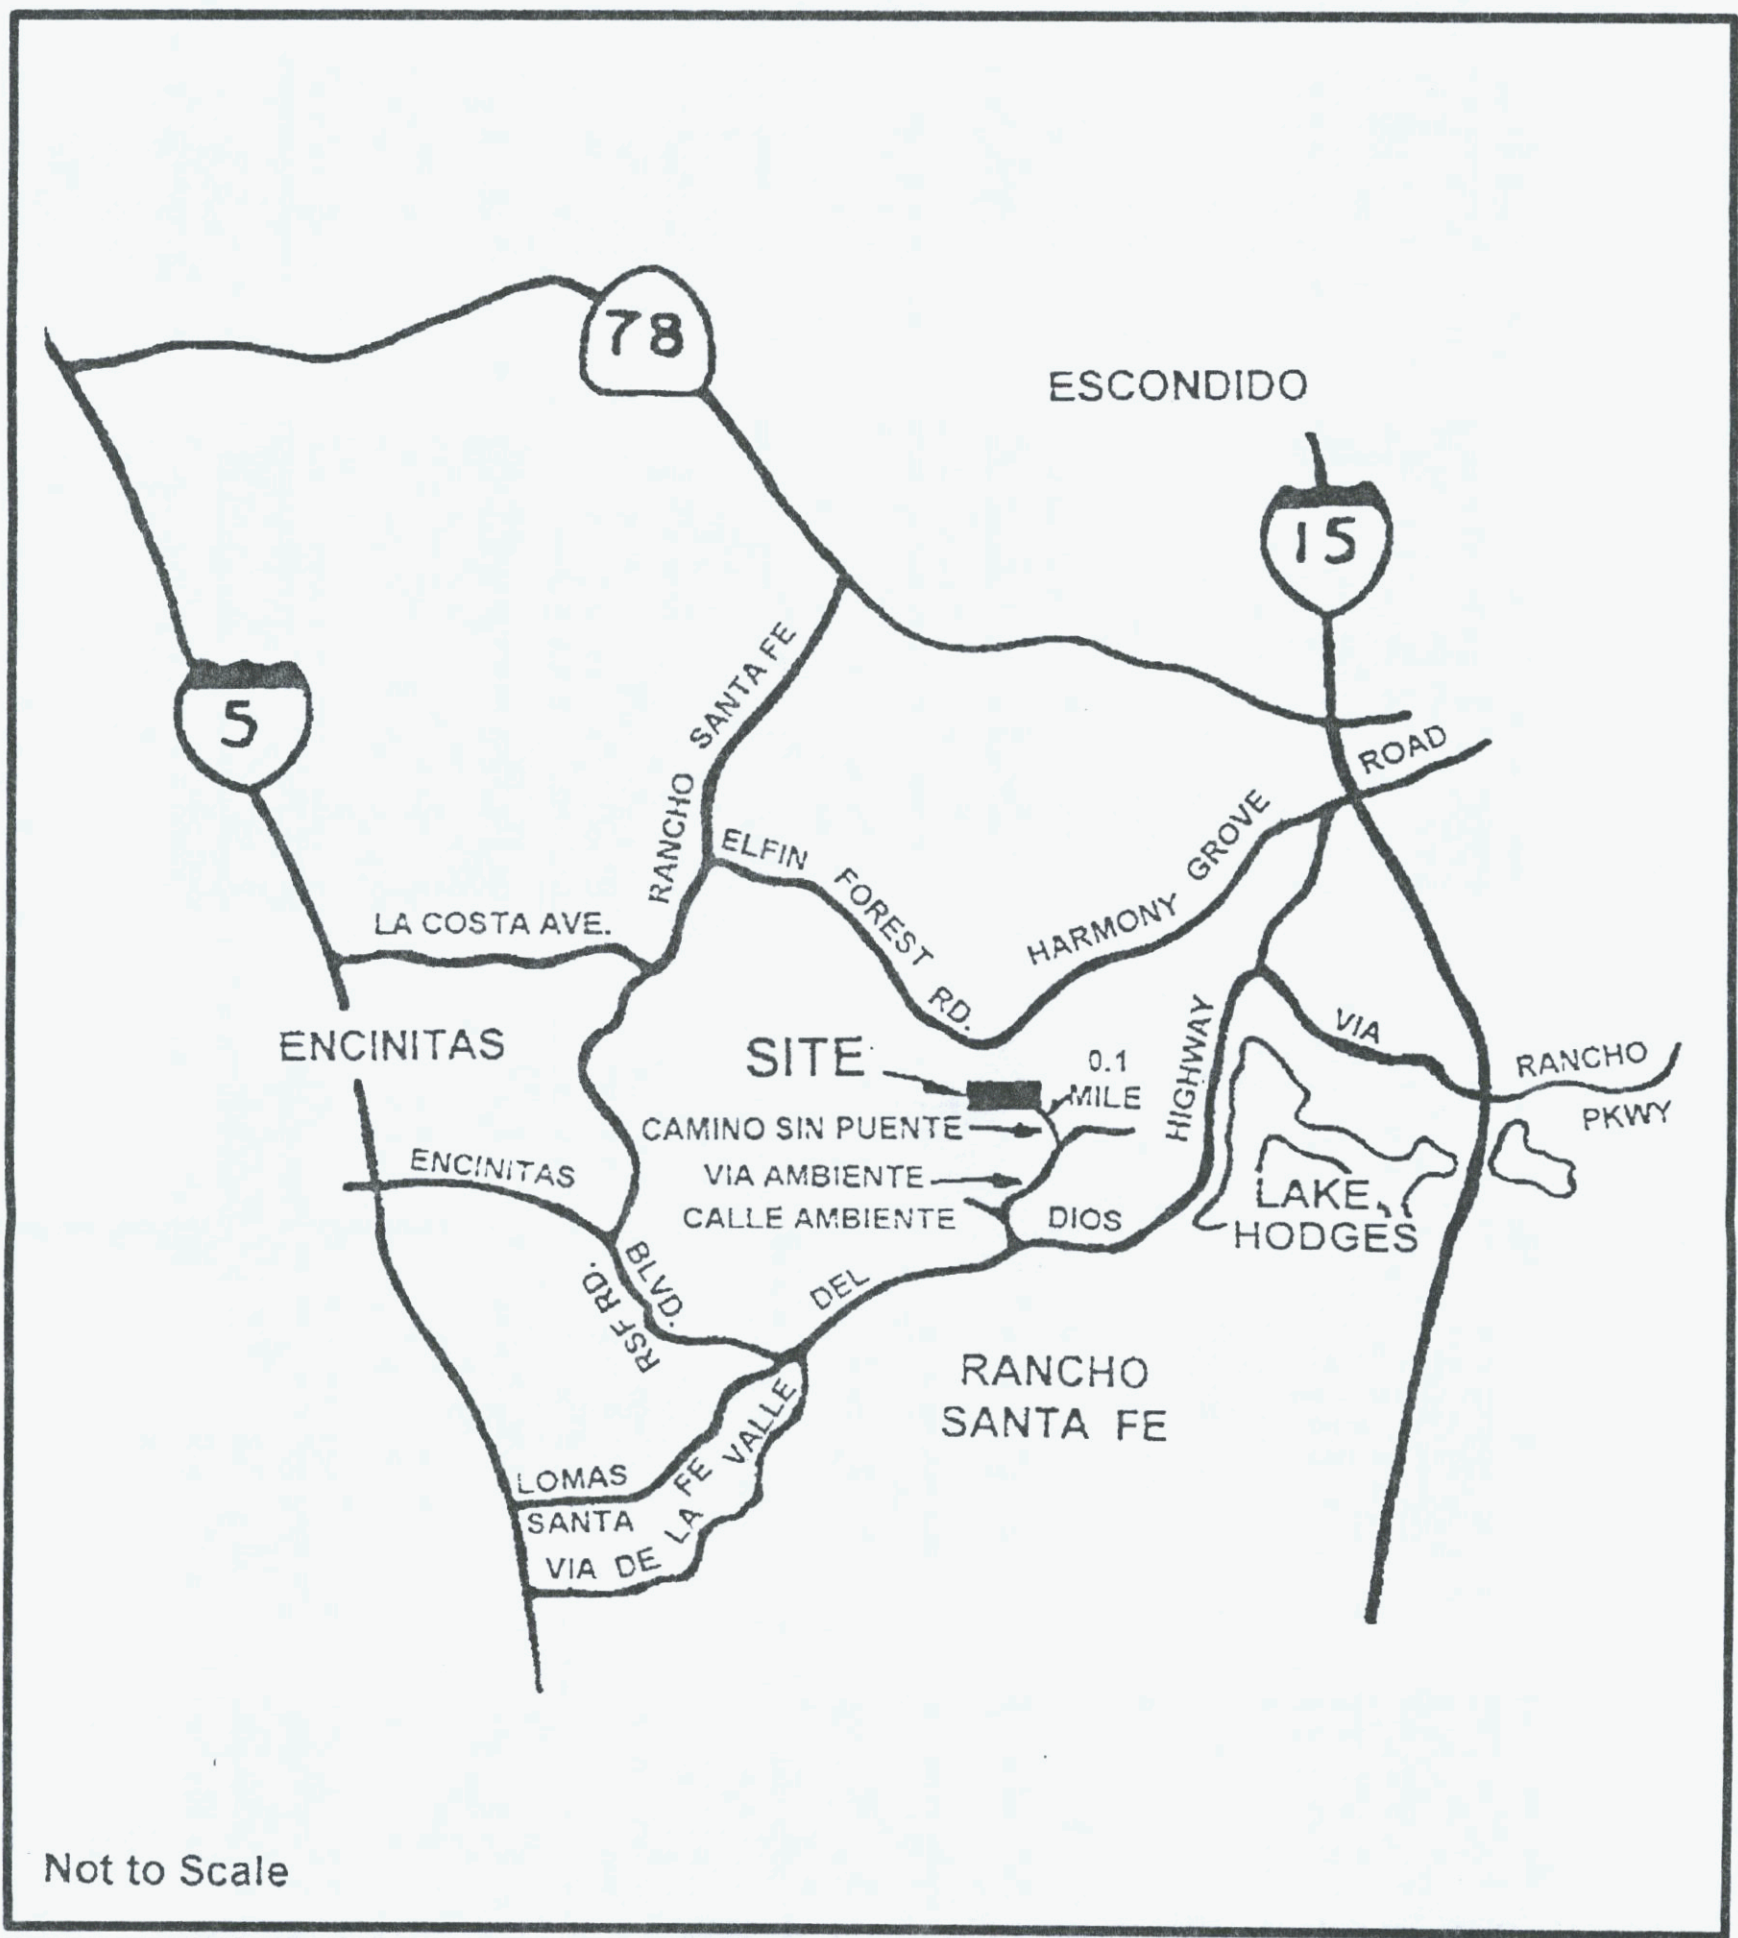 78
ESCONDIDO
15
5
RANCHO SANTA FE
ROAD
ELFIN FOREST RD.
HARMONY GROVE
LA COSTA AVE.
ENCINITAS
SITE
0.1
MILE
HIGHWAY
VIA
RANCHO
PKWY
CAMINO SIN PUENTE
ENCINITAS
VIA AMBIENTE
CALLE AMBIENTE
DIOS
LAKE
HODGES
BLVD.
RSF RD.
DEL
RANCHO
SANTA FE
LOMAS
SANTA
FE
VIA DE LA VALLE
Not to Scale